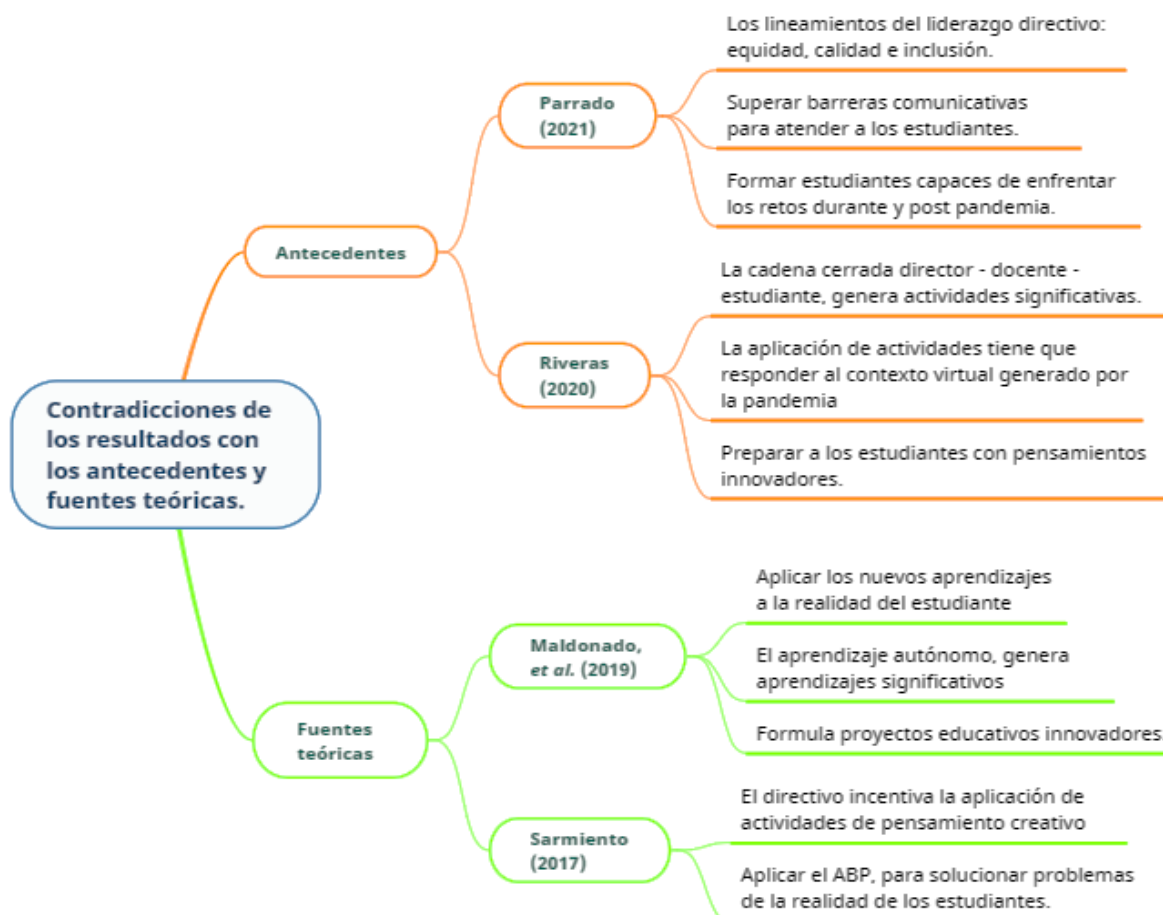 Contradicciones de
los resultados con
los antecedentes y
fuentes teóricas.
Antecedentes
Parrado
(2021)
Los lineamientos del liderazgo directivo:
equidad, calidad e inclusión.
Superar barreras comunicativas
para atender a los estudiantes.
Formar estudiantes capaces de enfrentar
los retos durante y post pandemia.
Riveras
(2020)
La cadena cerrada director - docente -
estudiante, genera actividades significativas.
La aplicación de actividades tiene que
responder al contexto virtual generado por
la pandemia
Preparar a los estudiantes con pensamientos
innovadores.
Fuentes
teóricas
Maldonado,
et al. (2019)
Aplicar los nuevos aprendizajes
a la realidad del estudiante
El aprendizaje autónomo, genera
aprendizajes significativos
Formula proyectos educativos innovadores.
Sarmiento
(2017)
El directivo incentiva la aplicación de
actividades de pensamiento creativo
Aplicar el ABP, para solucionar problemas
de la realidad de los estudiantes.